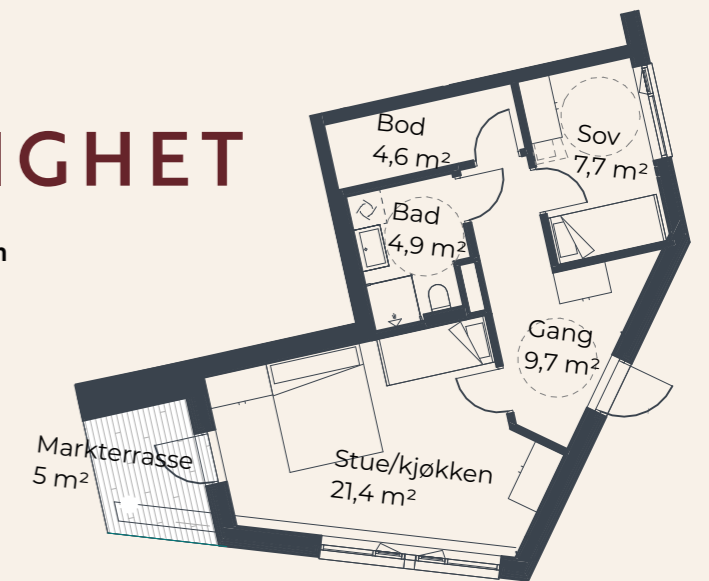 GHET
Bod
4,6 m²
Sov
7,7 m²
Bad
4,9 m²
Gang
9,7 m²
Markterrasse
5 m²
Stue/kjøkken
21,4 m²